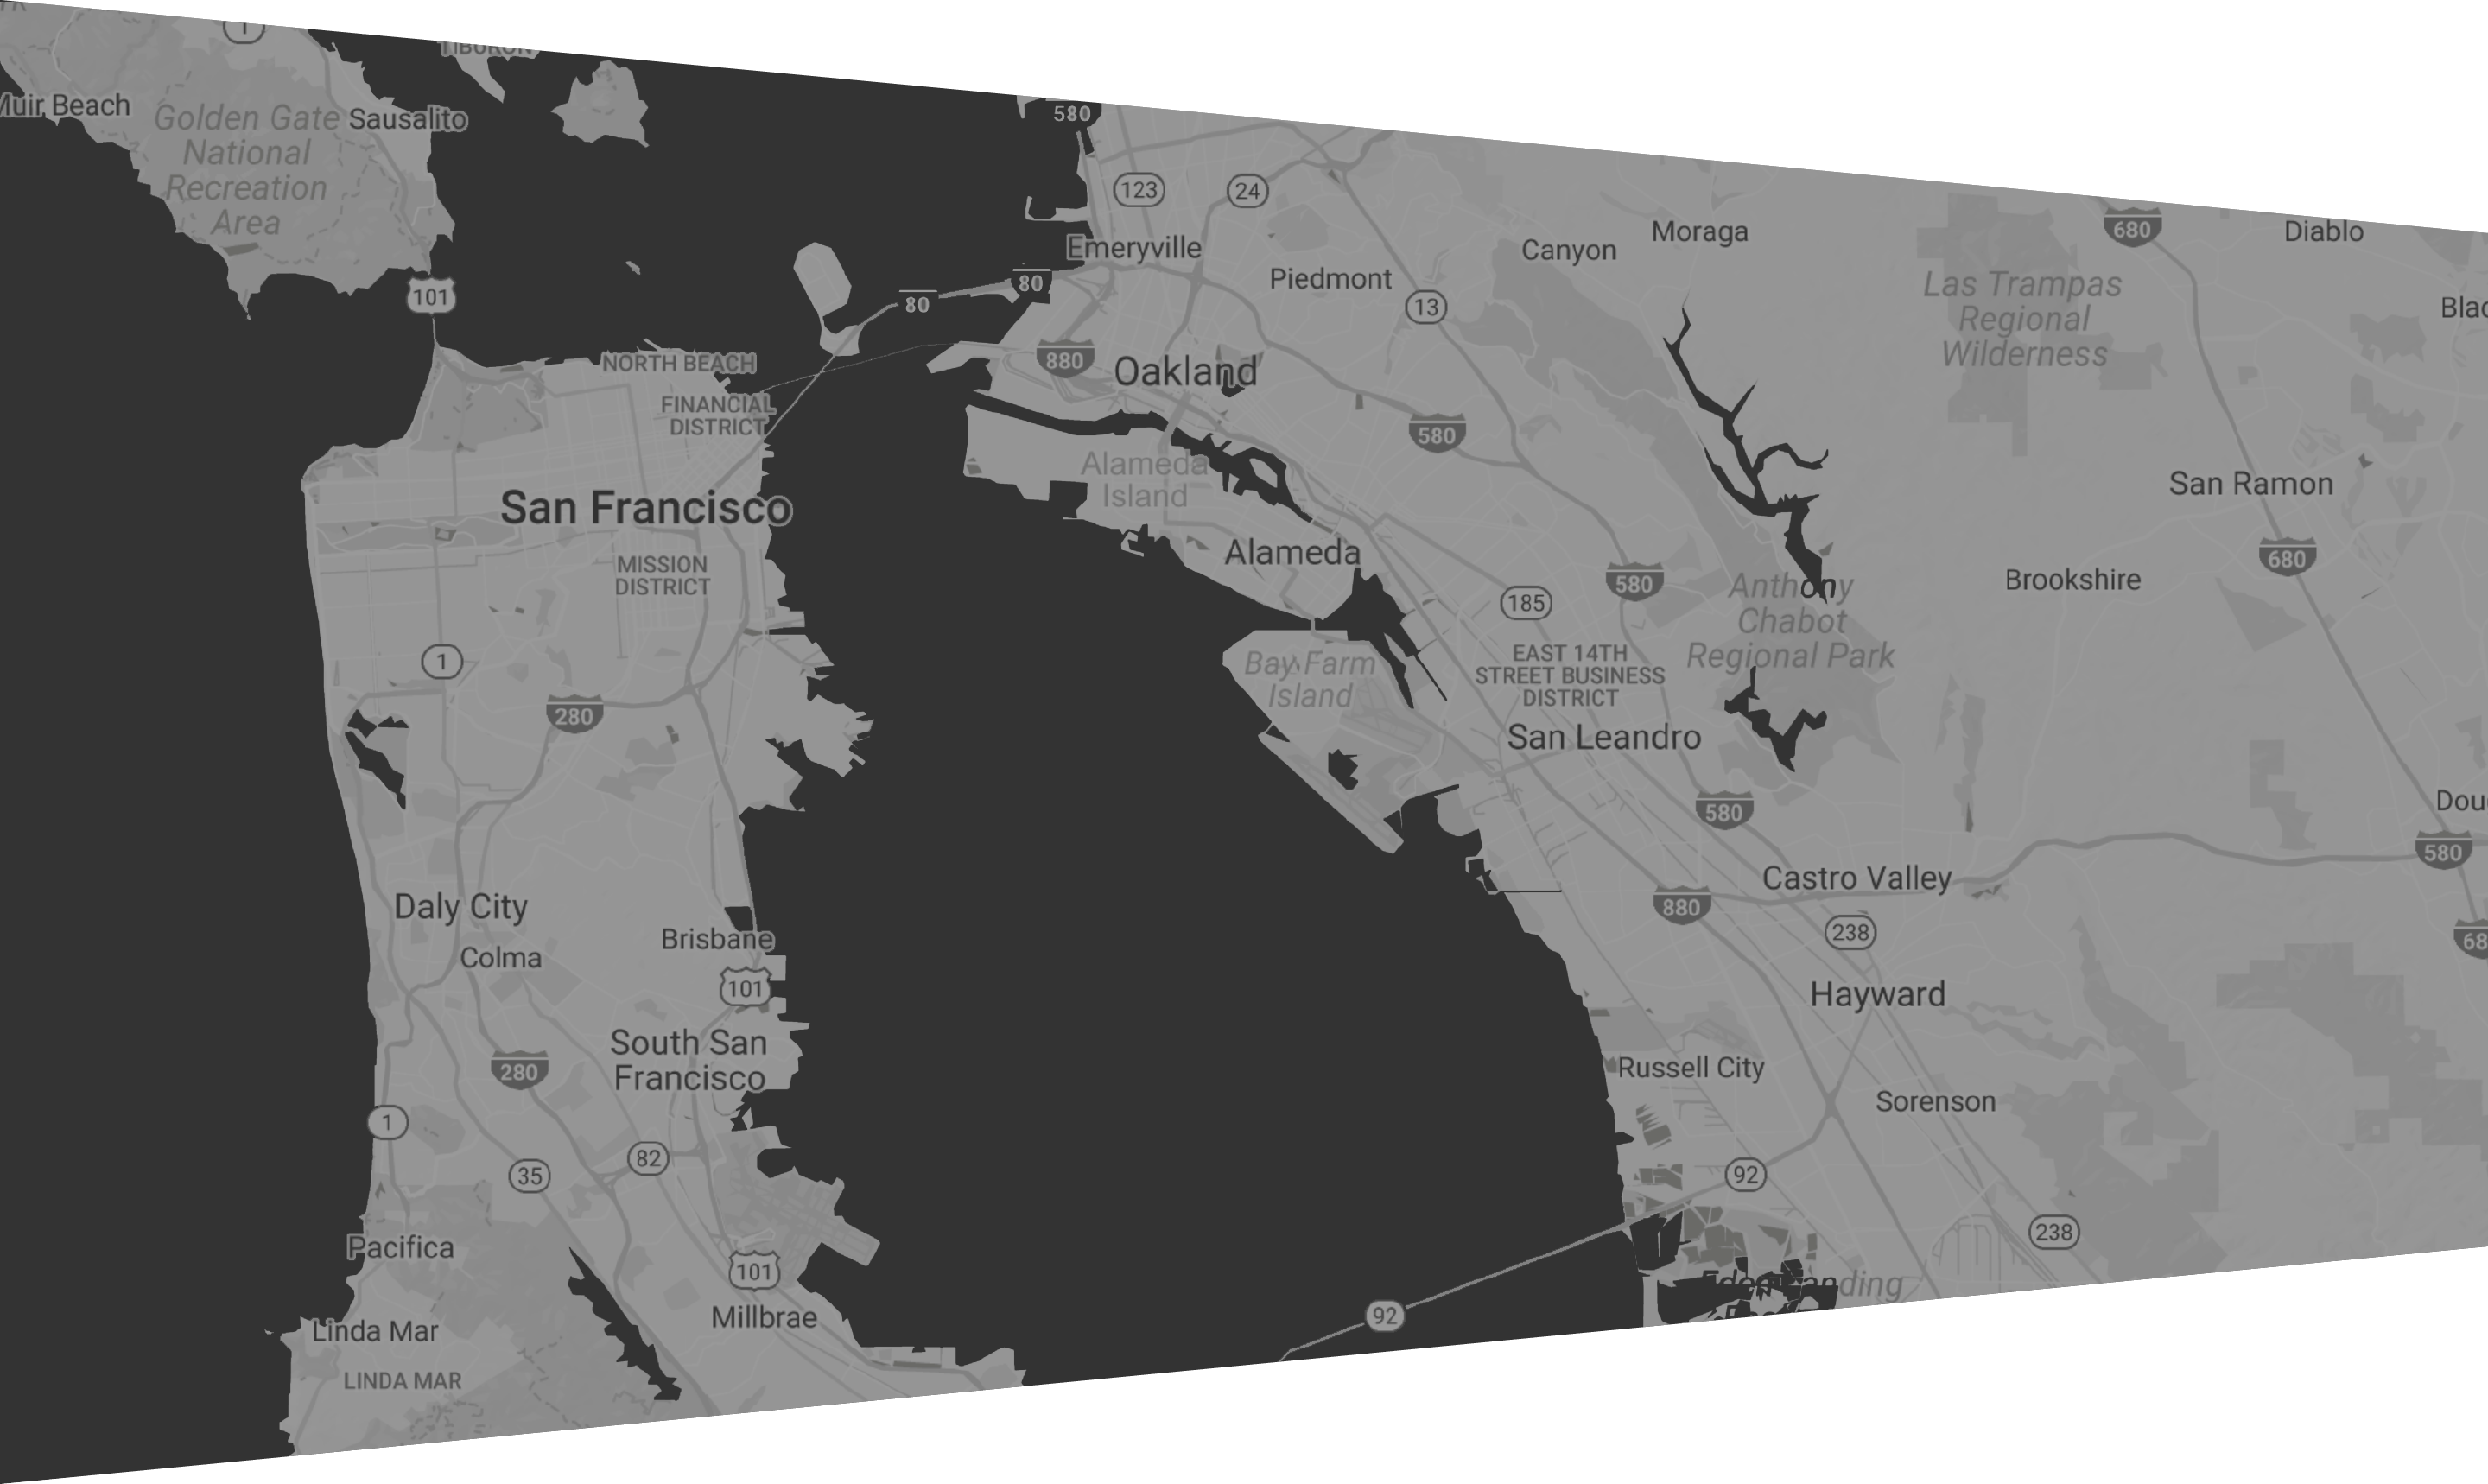 1
TIBURON
Muir Beach
Golden Gate
National
Recreation
Area
Sausalito
580
123
24
Emeryville
Piedmont
Canyon
Moraga
680
Diablo
101
80
80
13
Las Trampas
Regional
Wilderness
NORTH BEACH
880
Oakland
FINANCIAL
DISTRICT
580
Alameda
Island
San Francisco
San Ramon
MISSION
DISTRICT
Alameda
580
680
Brookshire
185
Anthony
Chabot
Regional Park
1
Bay Farm
Island
EAST 14TH
STREET BUSINESS
DISTRICT
280
San Leandro
580
580
Daly City
Castro Valley
880
238
Brisbane
Colma
101
68
Hayward
South San
Francisco
280
Russell City
Sorenson
1
82
35
92
Pacifica
101
238
Eden Landing
Linda Mar
Millbrae
92
LINDA MAR